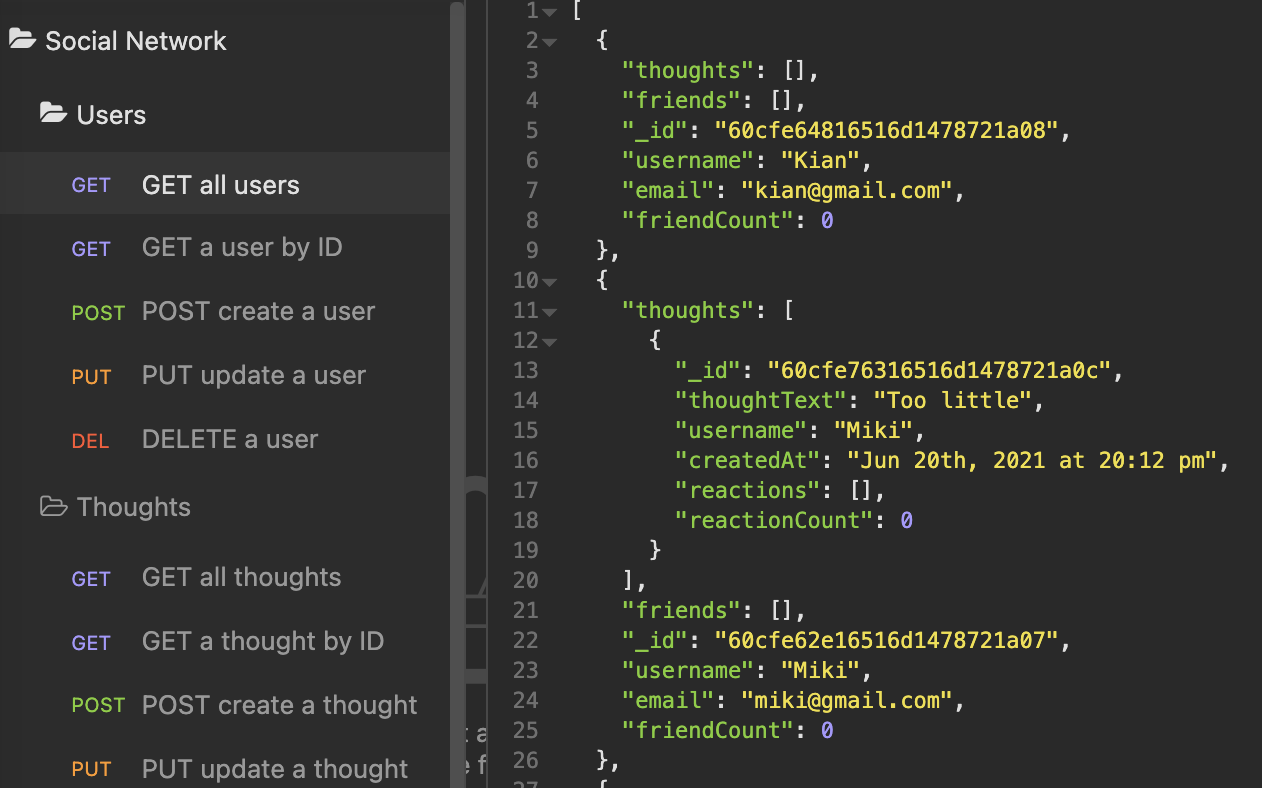 Social Network
Users
GET GET all users
GET GET a user by ID
POST POST create a user
PUT PUT update a user
DEL DELETE a user
Thoughts
GET GET all thoughts
GET GET a thought by ID
POST POST create a thought
PUT PUT update a thought
1 [
2 {
3 "thoughts": [],
4 "friends": [],
5 "_id": "60cfe64816516d1478721a08",
6 "username": "Kian",
7 "email": "kian@gmail.com",
8 "friendCount": 0
9 },
10 {
11 "thoughts": [
12 {
13 "_id": "60cfe76316516d1478721a0c",
14 "thoughtText": "Too little",
15 "username": "Miki",
16 "createdAt": "Jun 20th, 2021 at 20:12 pm",
17 "reactions": [],
18 "reactionCount": 0
19 }
20 ],
21 "friends": [],
22 "_id": "60cfe62e16516d1478721a07",
23 "username": "Miki",
24 "email": "miki@gmail.com",
25 "friendCount": 0
26 },
27 {